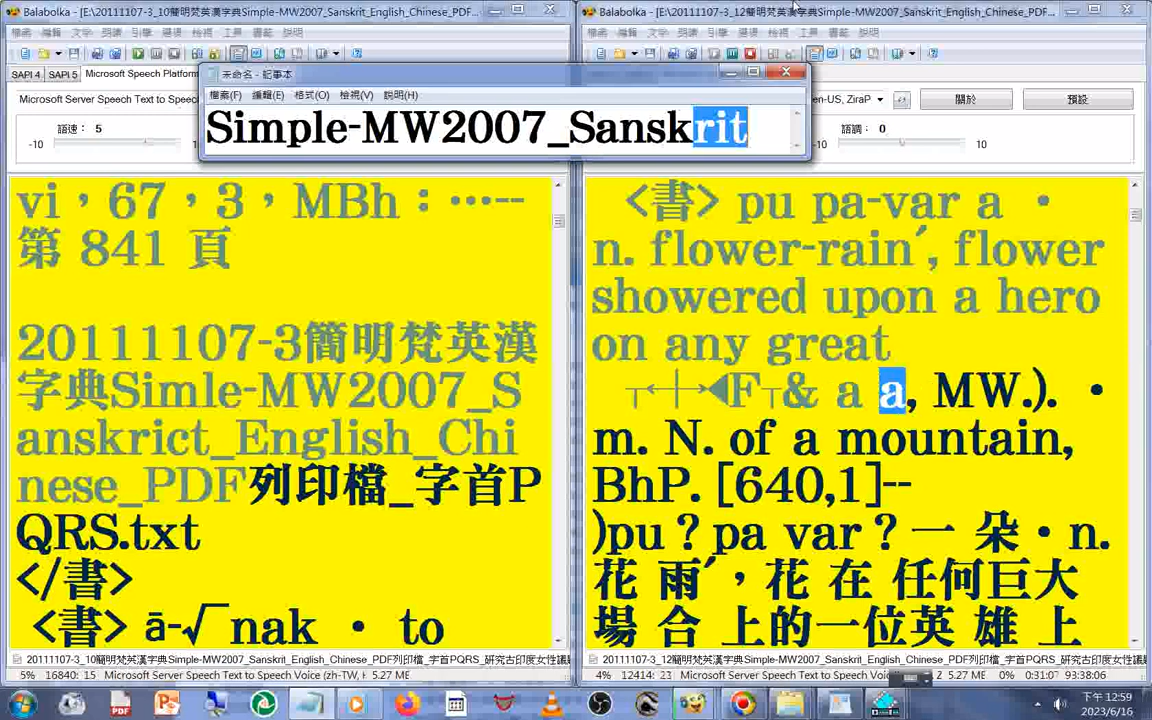 Balabolka - [E:\20111107-3_10簡明梵英漢字典Simple-MW2007_Sanskrit_English_Chinese_PDF...
Balabolka - [E:\20111107-3_12簡明梵英漢字典Simple-MW2007_Sanskrit_English_Chinese_PDF...
SAPI 4 SAPI 5 Microsoft Speech Platform
Microsoft Server Speech Text to Speec
語速： 5
-10
未命名 - 記事本
檔案(F) 編輯(E) 格式(O) 檢視(V) 說明(H)
Simple-MW2007_Sanskrit
en-US, ZiraP 關於 預設
語調： 0
10
vi，67，3，MBh：…--
第 841 頁
20111107-3簡明梵英漢
字典Simle-MW2007_S
anskrict_English_Chi
nese_PDF列印檔_字首P
QRS.txt
</書>
<書> ā-√nak • to
<書> pu pa-var a •
n. flower-rain′, flower
showered upon a hero
on any great
┬←┼◀F┬& a a, MW.). •
m. N. of a mountain,
BhP. [640,1]--
)pu？pa var？一 朵•n.
花 雨′，花 在 任何巨大
場 合 上的一位英 雄 上
20111107-3_10簡明梵英漢字典Simple-MW2007_Sanskrit_English_Chinese_PDF列印檔_字首PQRS_研究古印度女性議
20111107-3_12簡明梵英漢字典Simple-MW2007_Sanskrit_English_Chinese_PDF列印檔_字首PQRS_研究古印度女性議
5% 16840: 15 Microsoft Server Speech Text to Speech Voice (zh-TW, H 5.27 MB
4% 12414: 23 Microsoft Server Speech Text to Speech Vo 5.27 MB 0% 0:31:07 93:38:06
下午 12:59
2023/6/16